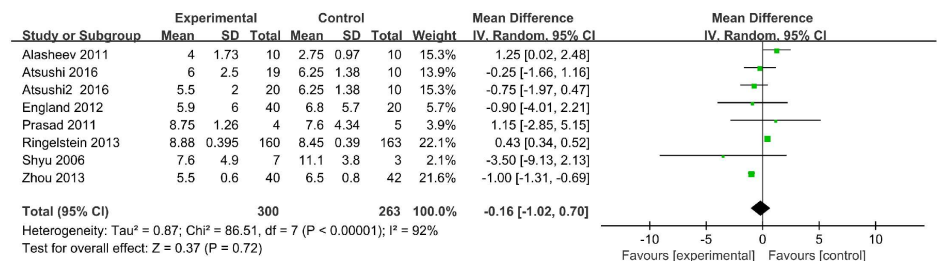 Experimental Control Mean Difference Mean Difference
Study or Subgroup Mean SD Total Mean SD Total Weight IV. Random. 95% CI IV. Random. 95% CI
Alasheev 2011 4 1.73 10 2.75 0.97 10 15.3% 1.25 [0.02, 2.48]
Atsushi 2016 6 2.5 19 6.25 1.38 10 13.9% -0.25 [-1.66, 1.16]
Atsushi2 2016 5.5 2 20 6.25 1.38 10 15.3% -0.75 [-1.97, 0.47]
England 2012 5.9 6 40 6.8 5.7 20 5.9% -0.90 [-4.01, 2.21]
Prasad 2011 8.75 1.26 4 7.6 4.34 5 3.9% 1.15 [-2.85, 5.15]
Ringelstein 2013 8.88 0.395 160 8.45 0.39 163 22.1% 0.43 [0.34, 0.52]
Shyu 2006 7.6 4.9 7 11.1 3.8 3 2.1% -3.50 [-9.13, 2.13]
Zhou 2013 5.5 0.6 40 6.5 0.8 42 21.6% -1.00 [-1.31, -0.69]
Total (95% CI) 300 263 100.0% -0.16 [-1.02, 0.70]
Heterogeneity: Tau² = 0.87; Chi² = 86.51, df = 7 (P < 0.00001); I² = 92%
Test for overall effect: Z = 0.37 (P = 0.72)
-10 -5 0 5 10
Favours [experimental] Favours [control]